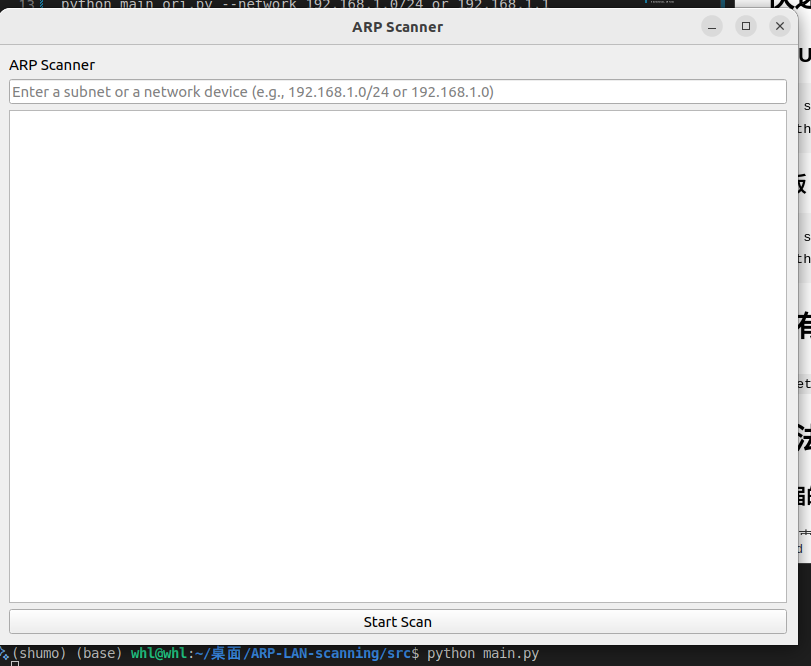 13  python main_ori.py --network 192.168.1.0/24 or 192.168.1.1
ARP Scanner
ARP Scanner
Enter a subnet or a network device (e.g., 192.168.1.0/24 or 192.168.1.0)
Start Scan
(shumo) (base) whl@whl:~/桌面/ARP-LAN-scanning/src$ python main.py